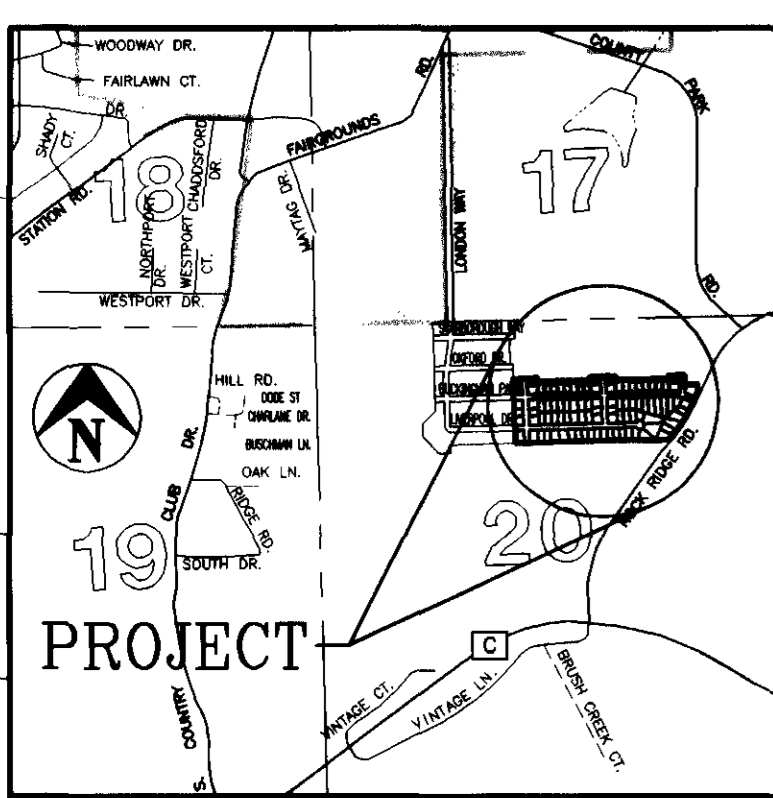 WOODWAY DR.
FAIRLAWN CT.
DR.
SHADY CT.
STATION RD.
18
CHADDSFORD DR.
NORTHPORT DR.
WESTPORT CT.
WESTPORT DR.
FAIRGROUNDS RD.
MAYTAG DR.
COUNTY PARK RD.
17
LONDON WAY
OXFORD DR.
BUCKINGHAM
LIVERPOOL DR.
N
HILL RD.
DODE ST
CHARLANE DR.
BUSCHMAN LN.
OAK LN.
RIDGE RD.
SOUTH DR.
S. COUNTRY CLUB DR.
19
20
ROCK RIDGE RD.
PROJECT
C
VINTAGE CT.
VINTAGE LN.
BRUSH CREEK CT.